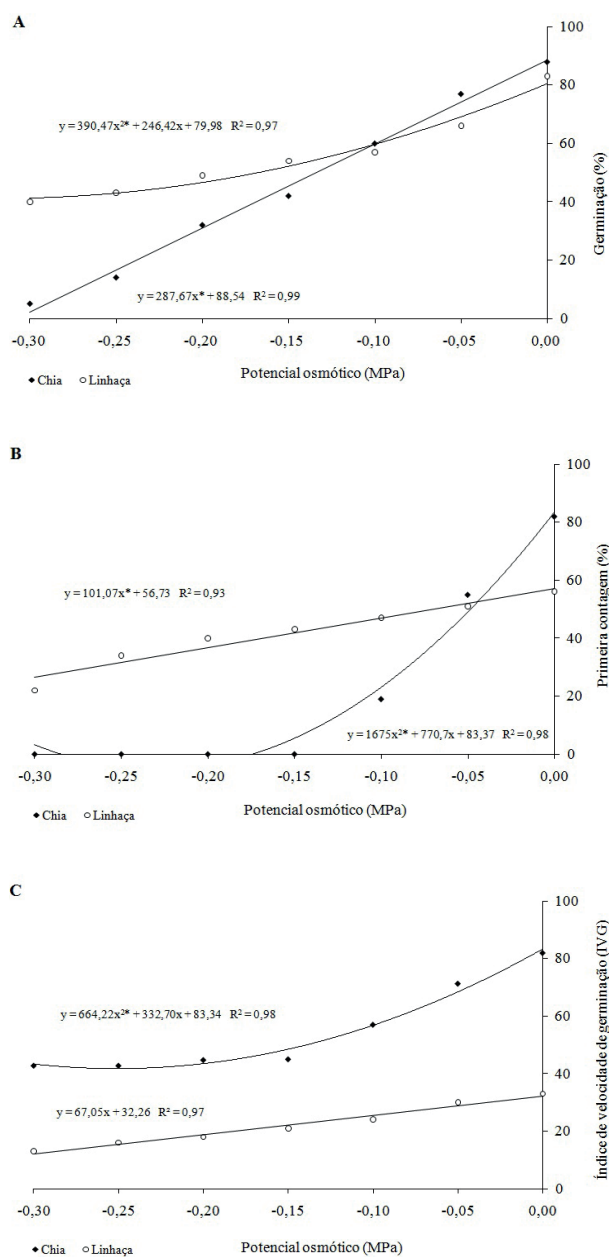 A
100
80
60
40
20
0
Germinação (%)
y = 390,47x²* + 246,42x + 79,98 R² = 0,97
y = 287,67x* + 88,54 R² = 0,99
-0,30 -0,25 -0,20 -0,15 -0,10 -0,05 0,00
Potencial osmótico (MPa)
♦ Chia ○ Linhaça
B
100
80
60
40
20
0
Primeira contagem (%)
y = 101,07x* + 56,73 R² = 0,93
y = 1675x²* + 770,7x + 83,37 R² = 0,98
-0,30 -0,25 -0,20 -0,15 -0,10 -0,05 0,00
Potencial osmótico (MPa)
♦ Chia ○ Linhaça
C
100
80
60
40
20
0
Índice de velocidade de germinação (IVG)
y = 664,22x²* + 332,70x + 83,34 R² = 0,98
y = 67,05x + 32,26 R² = 0,97
-0,30 -0,25 -0,20 -0,15 -0,10 -0,05 0,00
Potencial osmótico (MPa)
♦ Chia ○ Linhaça